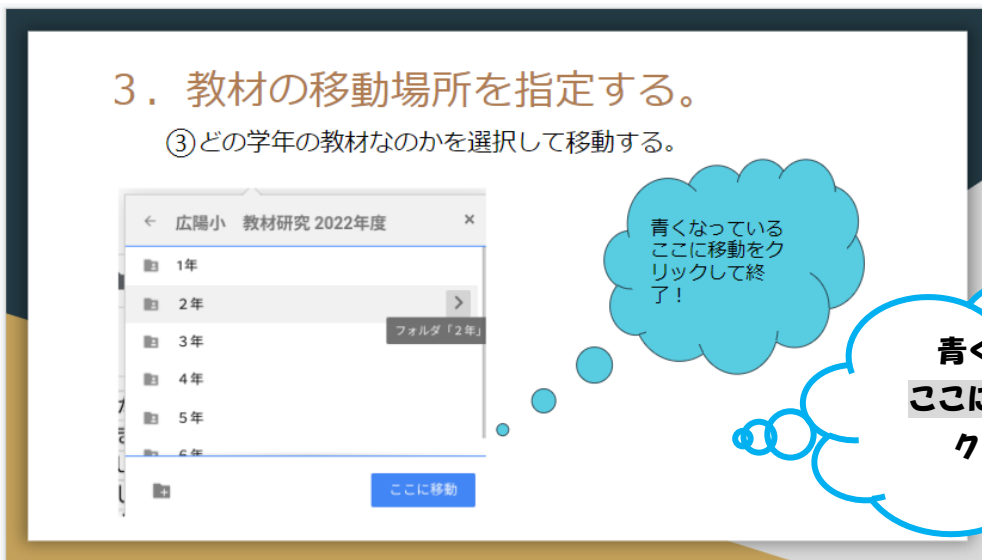 3．教材の移動場所を指定する。
③どの学年の教材なのかを選択して移動する。
← 広陽小　教材研究 2022年度 ×
1年
2年
フォルダ「2年」
3年
4年
5年
6年
ここに移動
青くなっている
ここに移動をク
リックして終
了！
青く
ここに
ク